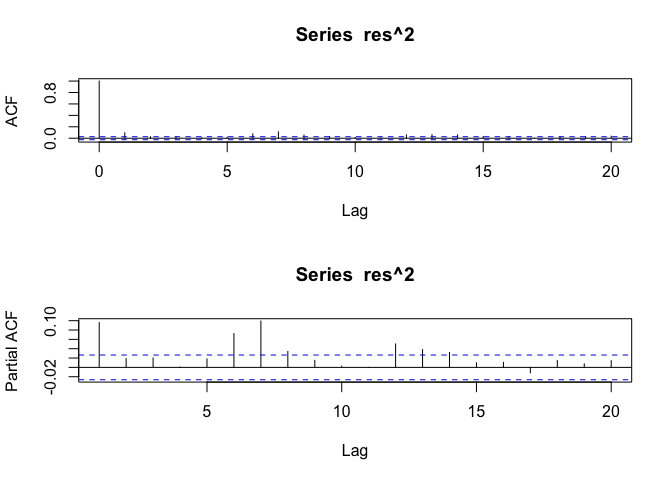 Series res^2
ACF
0.8
0.0
0 5 10 15 20
Lag
Series res^2
Partial ACF
0.10
-0.02
5 10 15 20
Lag